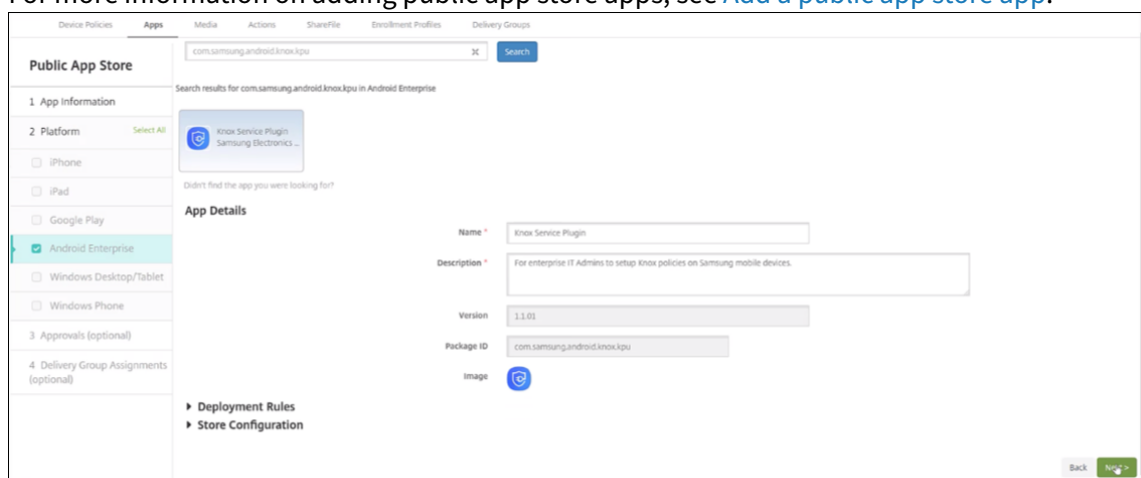 For more information on adding public app store apps, see Add a public app store app.
Device Policies Apps Media Actions ShareFile Enrollment Profiles Delivery Groups
com.samsung.android.knox.kpu Search
Public App Store
Search results for com.samsung.android.knox.kpu in Android Enterprise
1 App Information
2 Platform Select All
iPhone
iPad
Google Play
Android Enterprise
Windows Desktop/Tablet
Windows Phone
3 Approvals (optional)
4 Delivery Group Assignments
(optional)
Knox Service Plugin
Samsung Electronics ...
Didn't find the app you were looking for?
App Details
Name *
Knox Service Plugin
Description *
For enterprise IT Admins to setup Knox policies on Samsung mobile devices.
Version
1.1.01
Package ID
com.samsung.android.knox.kpu
Image
Deployment Rules
Store Configuration
Back Next >